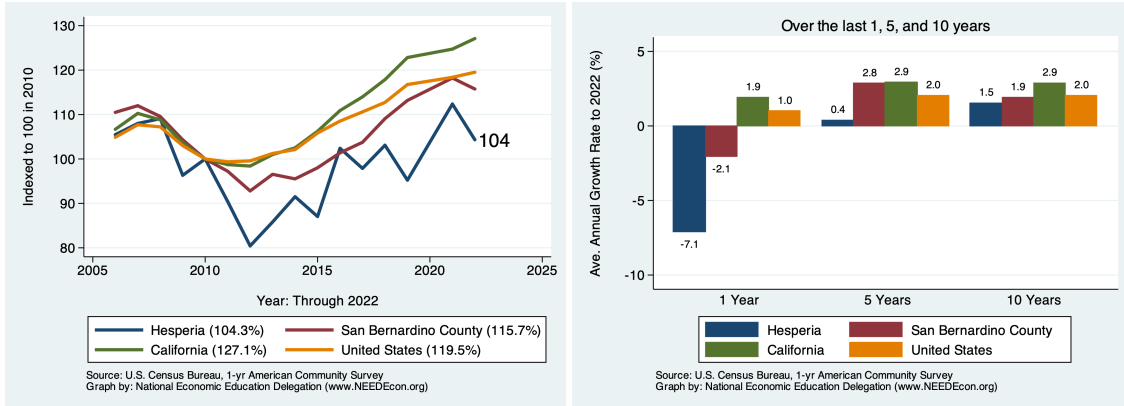 130
120
110
100
90
80
Indexed to 100 in 2010
104
2005
2010
2015
2020
2025
Year: Through 2022
Hesperia (104.3%)
San Bernardino County (115.7%)
California (127.1%)
United States (119.5%)
Source: U.S. Census Bureau, 1-yr American Community Survey
Graph by: National Economic Education Delegation (www.NEEDEcon.org)
Over the last 1, 5, and 10 years
Ave. Annual Growth Rate to 2022 (%)
5
0
-5
-10
-7.1
-2.1
1.9
1.0
0.4
2.8
2.9
2.0
1.5
1.9
2.9
2.0
1 Year
5 Years
10 Years
Hesperia
San Bernardino County
California
United States
Source: U.S. Census Bureau, 1-yr American Community Survey
Graph by: National Economic Education Delegation (www.NEEDEcon.org)